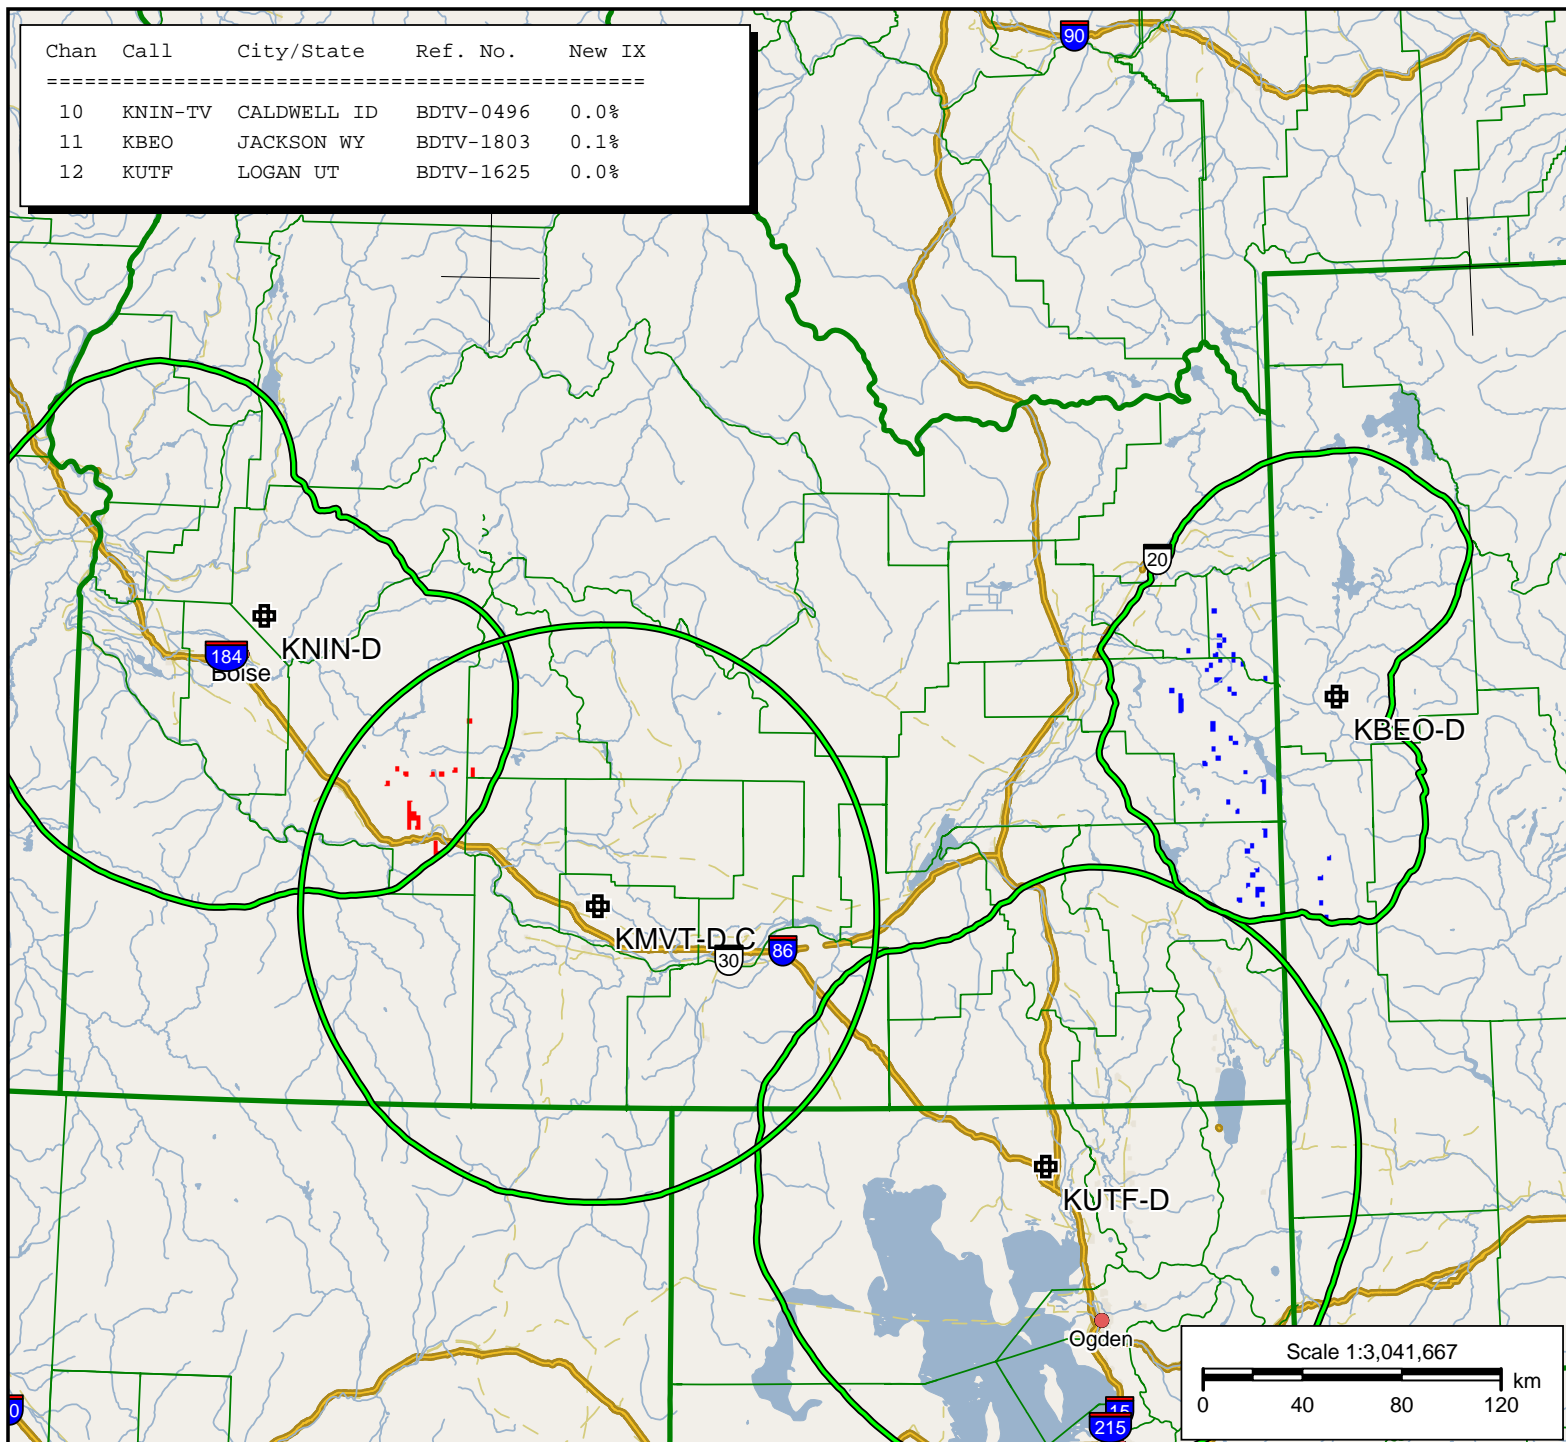 Chan Call City/State Ref. No. New IX
===============================================
10 KNIN-TV CALDWELL ID BDTV-0496 0.0%
11 KBEO JACKSON WY BDTV-1803 0.1%
12 KUTF LOGAN UT BDTV-1625 0.0%
90
20
KNIN-D
184
Boise
KBEO-D
KMVT-D.C
30
86
KUTF-D
Ogden
15
215
Scale 1:3,041,667
km
0 40 80 120